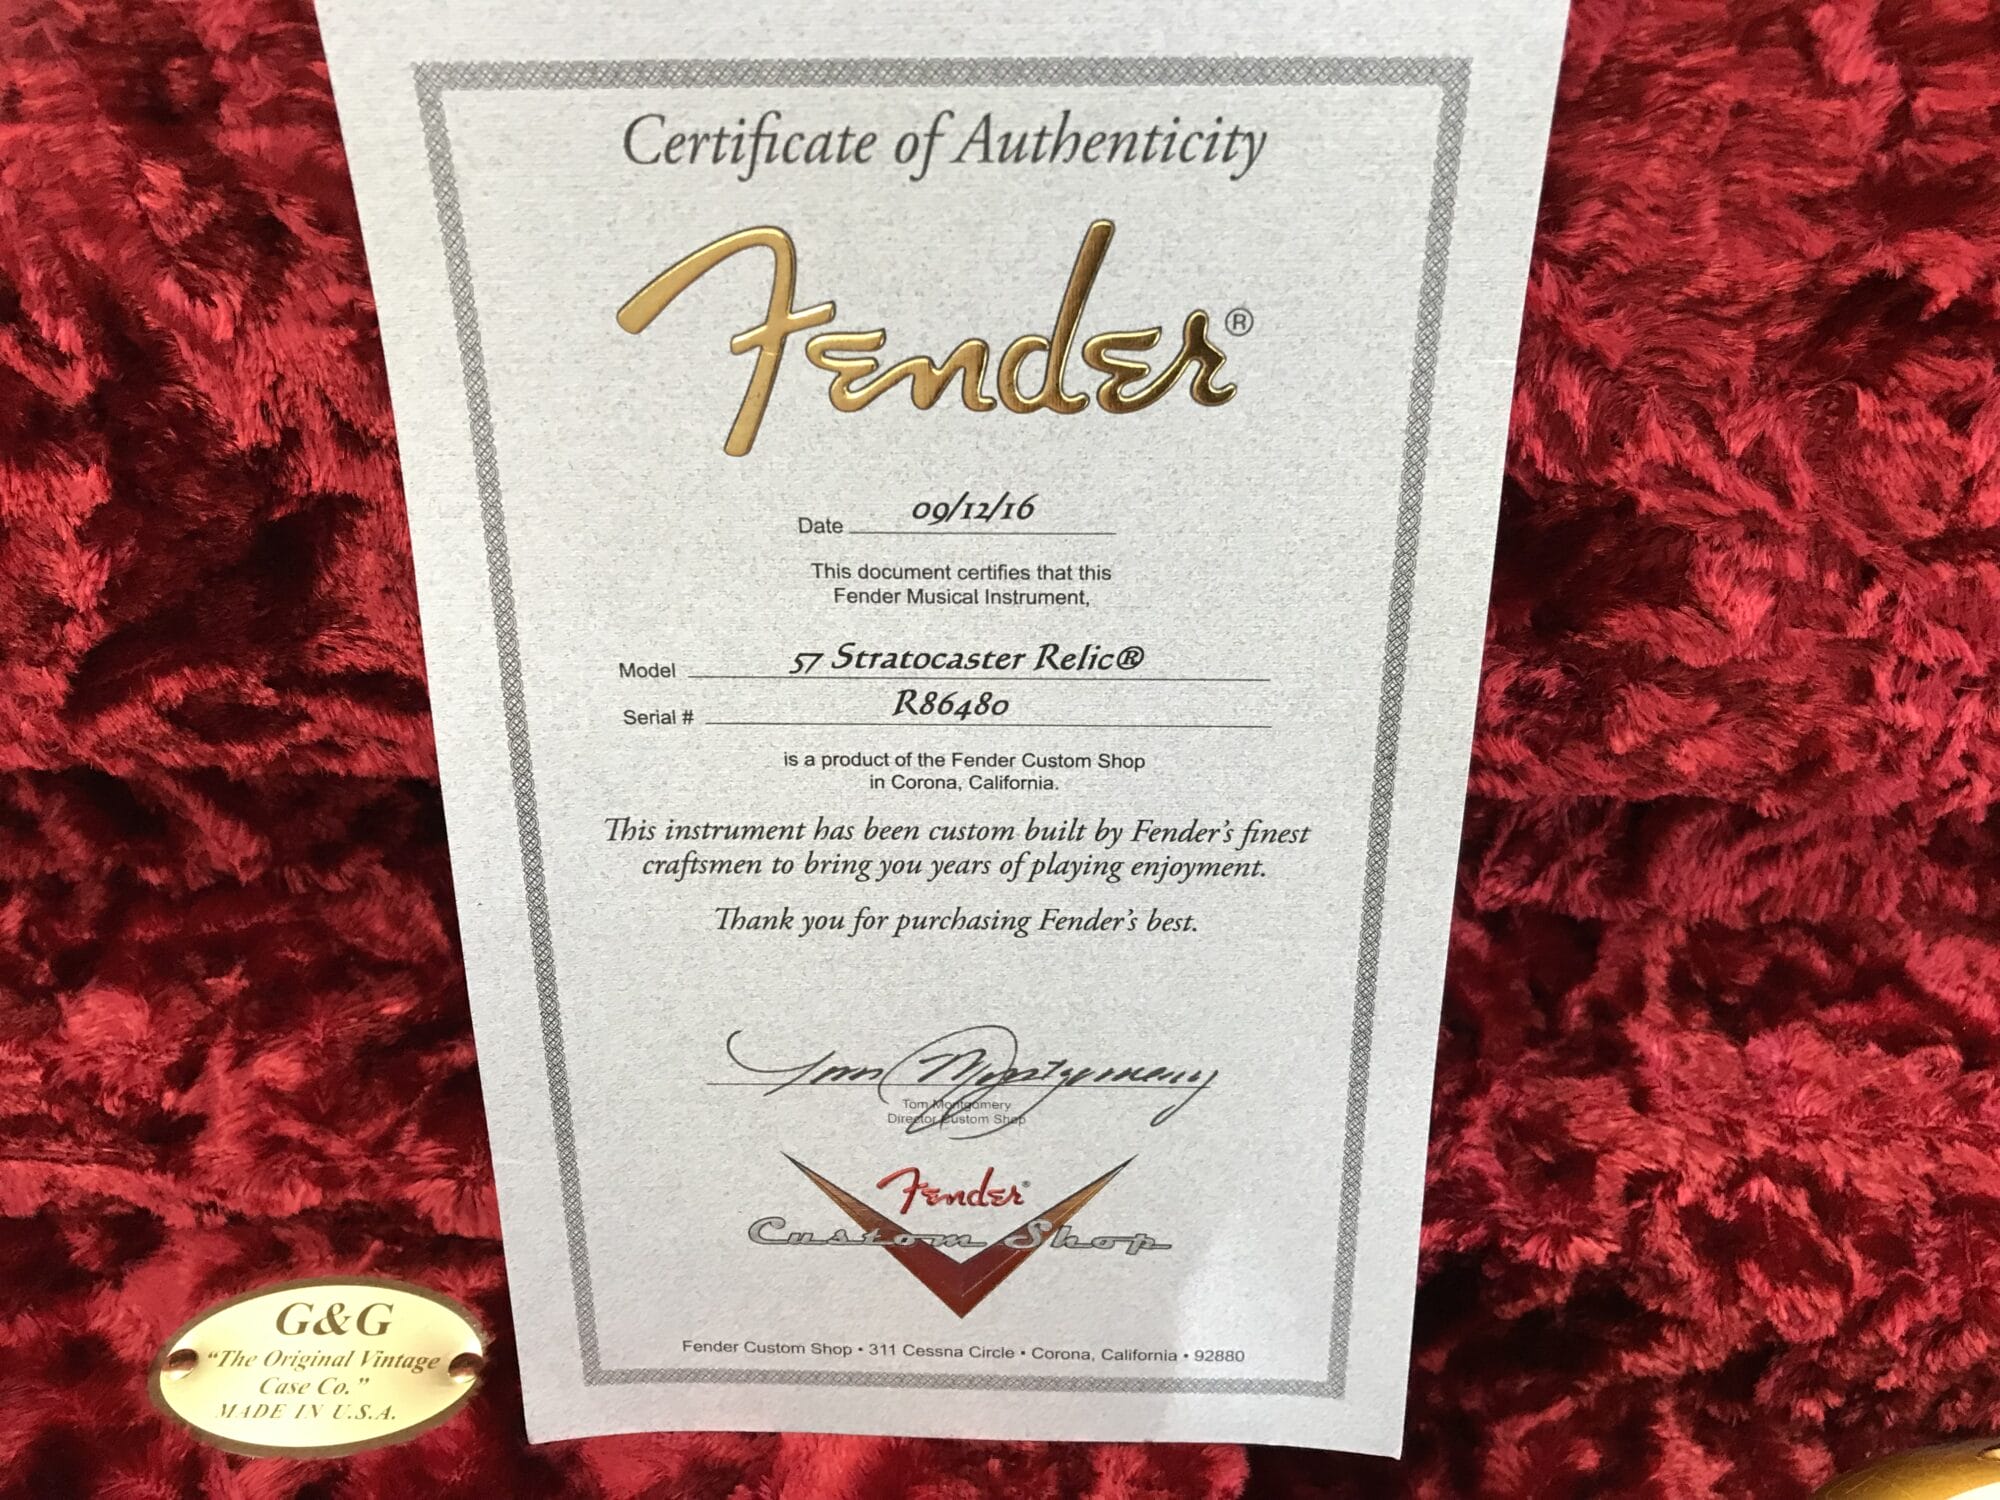 Certificate of Authenticity
Fender®
Date 09/12/16
This document certifies that this
Fender Musical Instrument,
Model 57 Stratocaster Relic®
Serial # R86480
is a product of the Fender Custom Shop
in Corona, California.
This instrument has been custom built by Fender's finest
craftsmen to bring you years of playing enjoyment.
Thank you for purchasing Fender's best.
Tom Montgomery
Tom Montgomery
Director Custom Shop
Fender®
Custom Shop
Fender Custom Shop • 311 Cessna Circle • Corona, California • 92880
G&G
"The Original Vintage
Case Co."
MADE IN U.S.A.